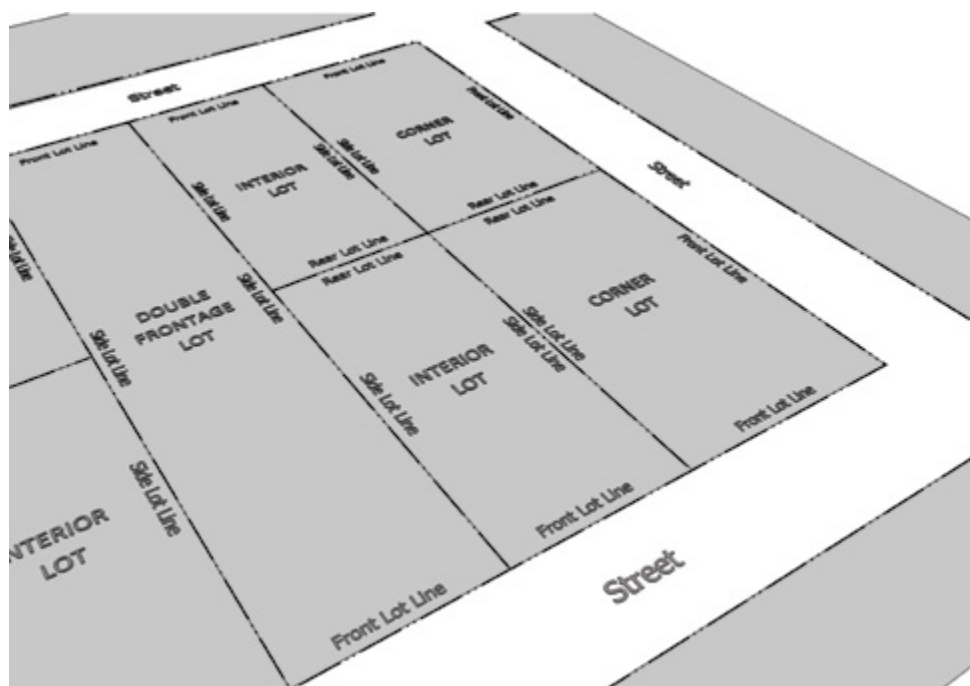 Street
Front Lot Line
Front Lot Line
Front Lot Line
Front Lot Line
CORNER
LOT
Street
Side Lot Line
Side Lot Line
Side Lot Line
INTERIOR
LOT
Rear Lot Line
Rear Lot Line
Rear Lot Line
Rear Lot Line
Front Lot Line
Side Lot Line
Side Lot Line
DOUBLE
FRONTAGE
LOT
CORNER
LOT
Side Lot Line
Side Lot Line
Side Lot Line
INTERIOR
LOT
Side Lot Line
Front Lot Line
Side Lot Line
NTERIOR
LOT
Front Lot Line
Front Lot Line
Street